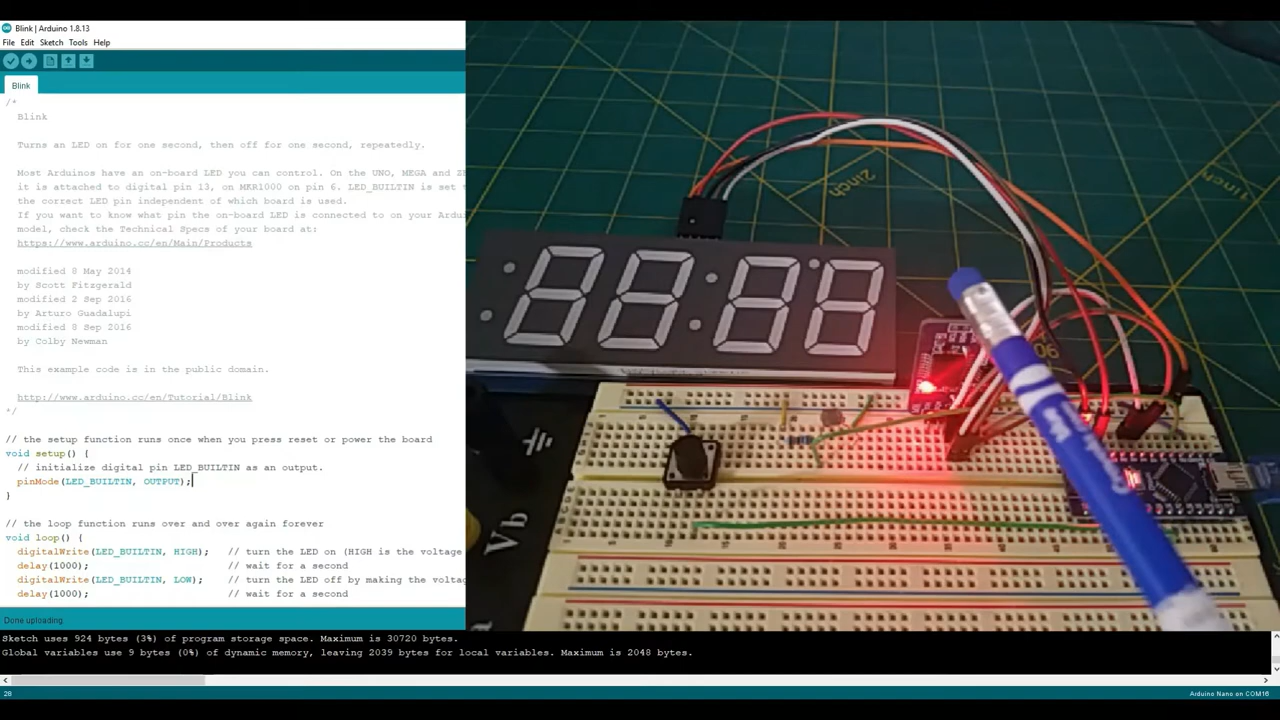 Blink | Arduino 1.8.13
File Edit Sketch Tools Help
Blink
/*
Blink
Turns an LED on for one second, then off for one second, repeatedly.
Most Arduinos have an on-board LED you can control. On the UNO, MEGA and
it is attached to digital pin 13, on MKR1000 on pin 6. LED_BUILTIN is set
the correct LED pin independent of which board is used.
If you want to know what pin the on-board LED is connected to on your
model, check the Technical Specs of your board at:
https://www.arduino.cc/en/Main/Products
modified 8 May 2014
by Scott Fitzgerald
modified 2 Sep 2016
by Arturo Guadalupi
modified 8 Sep 2016
by Colby Newman
This example code is in the public domain.
http://www.arduino.cc/en/Tutorial/Blink
*/
// the setup function runs once when you press reset or power the board
void setup() {
// initialize digital pin LED_BUILTIN as an output.
pinMode(LED_BUILTIN, OUTPUT);
}
// the loop function runs over and over again forever
void loop() {
digitalWrite(LED_BUILTIN, HIGH); // turn the LED on (HIGH is the voltage
delay(1000); // wait for a second
digitalWrite(LED_BUILTIN, LOW); // turn the LED off by making the
delay(1000); // wait for a second
Done uploading.
Sketch uses 924 bytes (3%) of program storage space. Maximum is 30720 bytes.
Global variables use 9 bytes (0%) of dynamic memory, leaving 2039 bytes for local variables. Maximum is 2048 bytes.
28
Arduino Nano on COM16
2inch
Vb